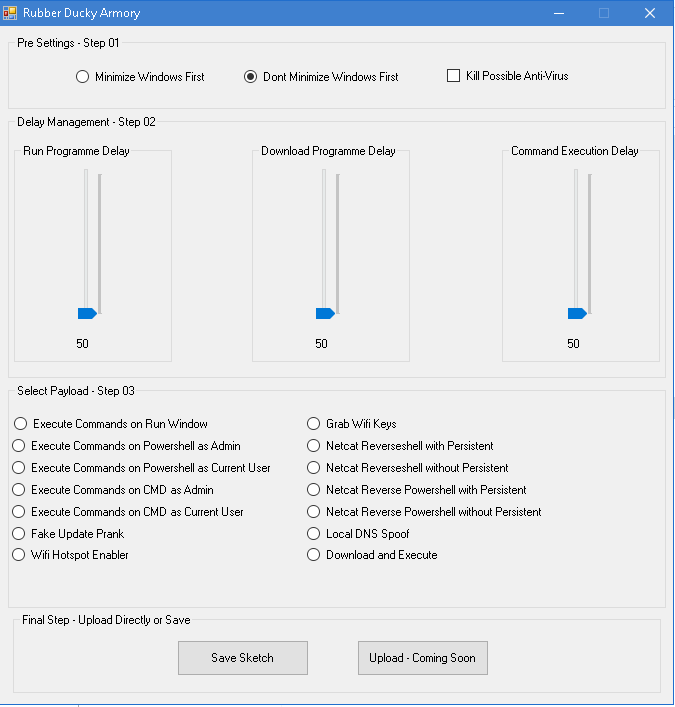 Rubber Ducky Armory
Pre Settings - Step 01
Minimize Windows First
Dont Minimize Windows First
Kill Possible Anti-Virus
Delay Management - Step 02
Run Programme Delay
Download Programme Delay
Command Execution Delay
50
50
50
Select Payload - Step 03
Execute Commands on Run Window
Grab Wifi Keys
Execute Commands on Powershell as Admin
Netcat Reverseshell with Persistent
Execute Commands on Powershell as Current User
Netcat Reverseshell without Persistent
Execute Commands on CMD as Admin
Netcat Reverse Powershell with Persistent
Execute Commands on CMD as Current User
Netcat Reverse Powershell without Persistent
Fake Update Prank
Local DNS Spoof
Wifi Hotspot Enabler
Download and Execute
Final Step - Upload Directly or Save
Save Sketch
Upload - Coming Soon